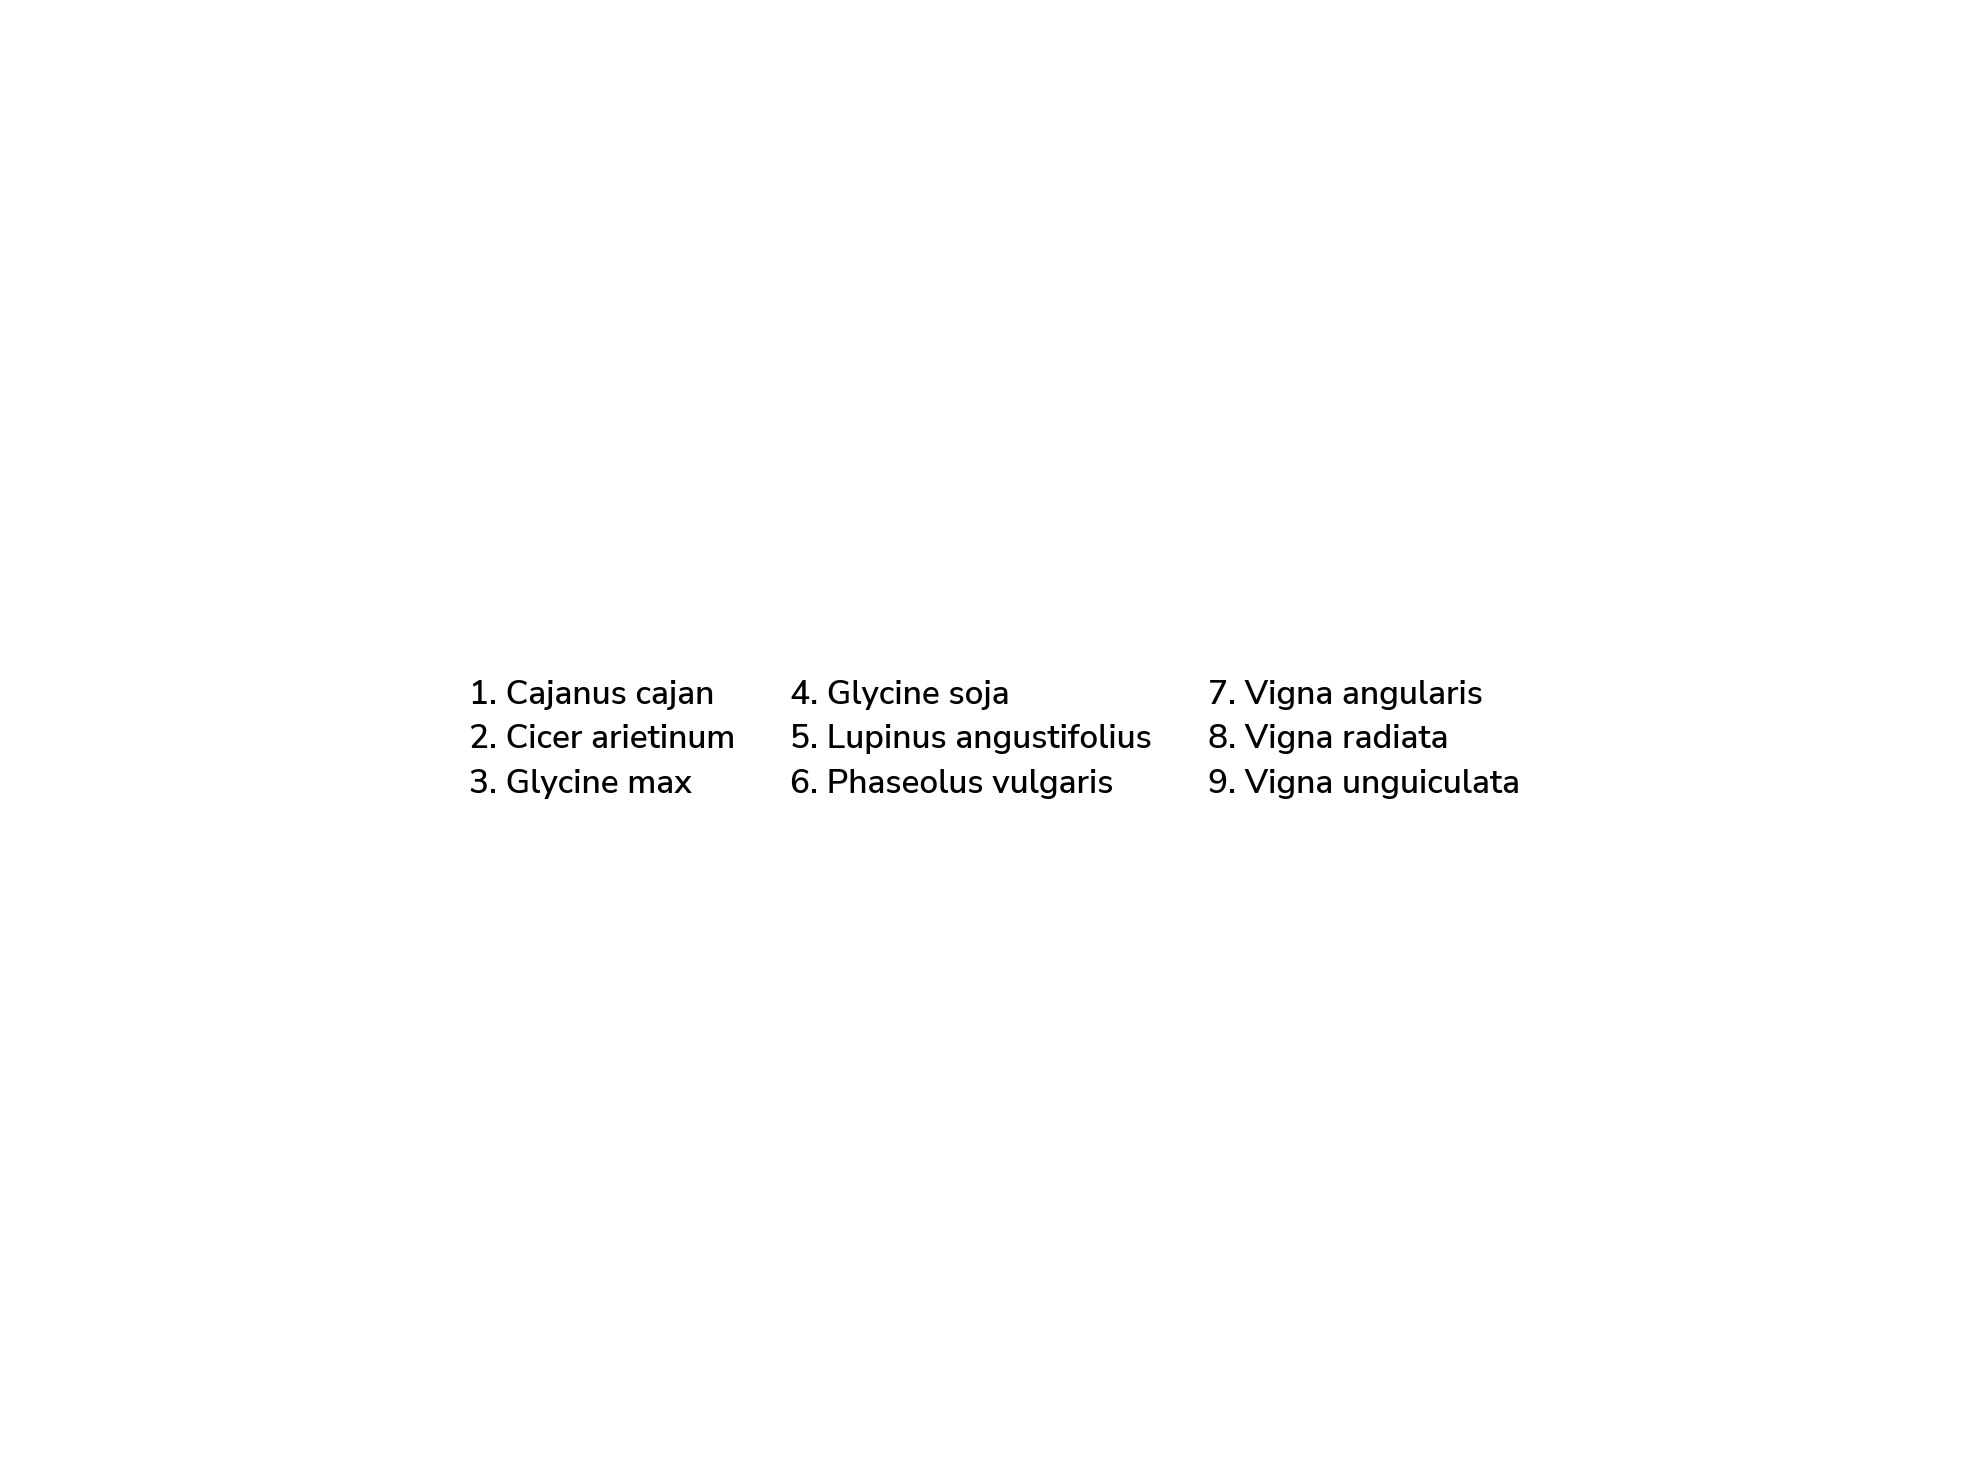 1. Cajanus cajan
2. Cicer arietinum
3. Glycine max
4. Glycine soja
5. Lupinus angustifolius
6. Phaseolus vulgaris
7. Vigna angularis
8. Vigna radiata
9. Vigna unguiculata